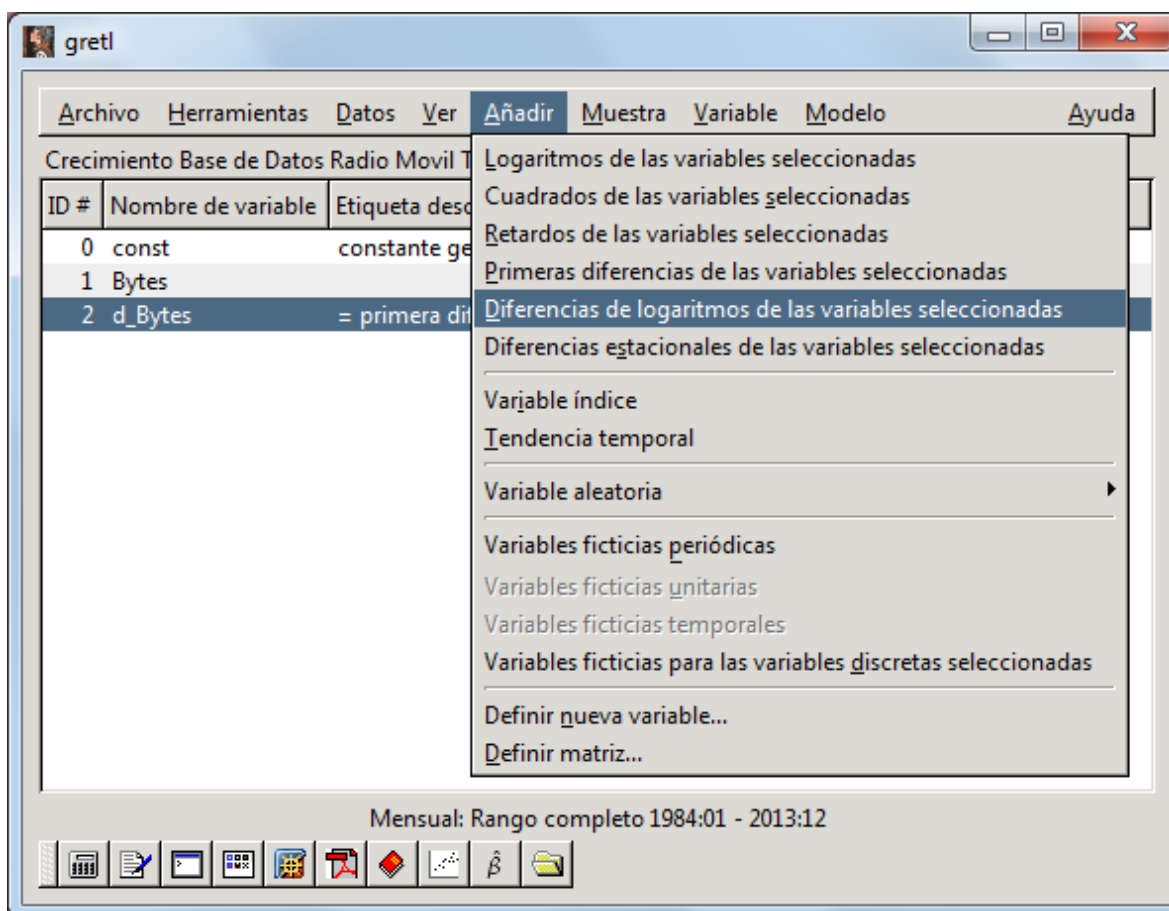 gretl
Archivo Herramientas Datos Ver Añadir Muestra Variable Modelo Ayuda
Crecimiento Base de Datos Radio Movil
ID # Nombre de variable Etiqueta
0 const constante
1 Bytes
2 d_Bytes = primera
Logaritmos de las variables seleccionadas
Cuadrados de las variables seleccionadas
Retardos de las variables seleccionadas
Primeras diferencias de las variables seleccionadas
Diferencias de logaritmos de las variables seleccionadas
Diferencias estacionales de las variables seleccionadas
Variable índice
Tendencia temporal
Variable aleatoria
Variables ficticias periódicas
Variables ficticias unitarias
Variables ficticias temporales
Variables ficticias para las variables discretas seleccionadas
Definir nueva variable...
Definir matriz...
Mensual: Rango completo 1984:01 - 2013:12
β̂